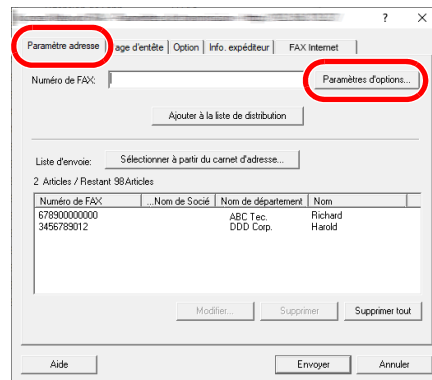 ? X
Paramètre adresse age d'entête Option Info. expéditeur FAX Internet
Numéro de FAX: Paramètres d'options...
Ajouter à la liste de distribution
Liste d'envoie: Sélectionner à partir du carnet d'adresse...
2 Articles / Restant 98Articles
Numéro de FAX ...Nom de Socié Nom de département Nom
678900000000 ABC Tec. Richard
3456789012 DDD Corp. Harold
Modifier... Supprimer Supprimer tout
Aide Envoyer Annuler